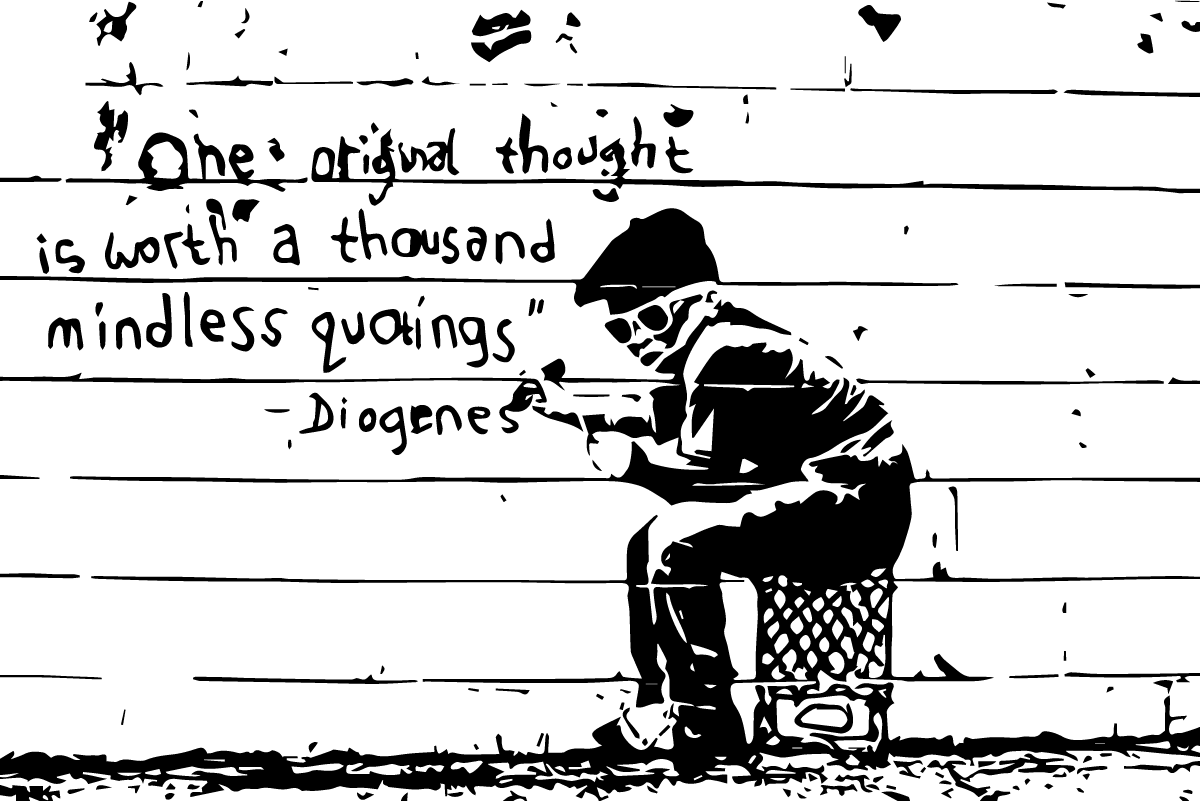 "One original thought
is worth a thousand
mindless quotings"
- Diogenes